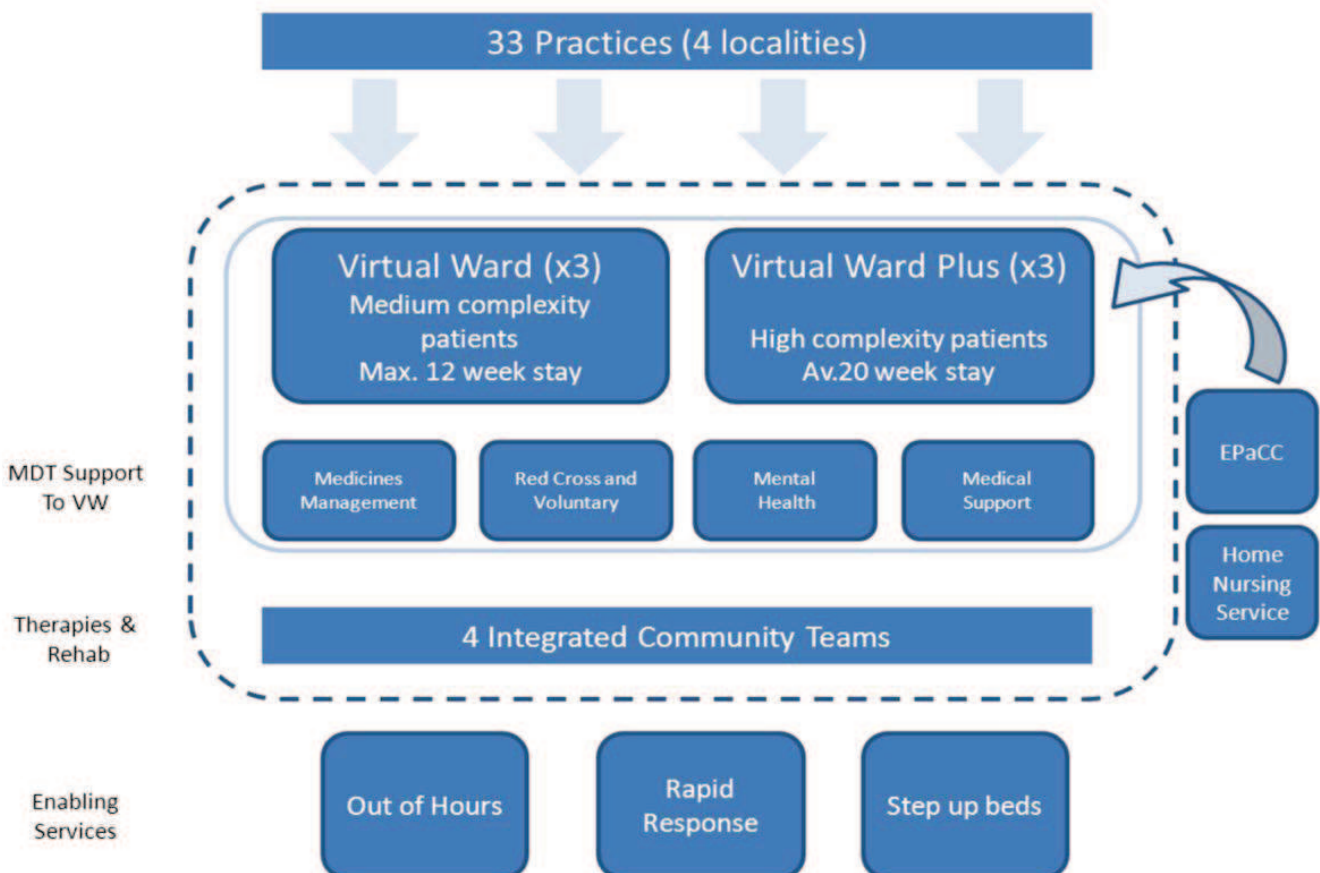 33 Practices (4 localities)
Virtual Ward (x3)
Medium complexity
patients
Max. 12 week stay
Virtual Ward Plus (x3)
High complexity patients
Av.20 week stay
MDT Support
To VW
Medicines
Management
Red Cross and
Voluntary
Mental
Health
Medical
Support
EPaCC
Home
Nursing
Service
Therapies &
Rehab
4 Integrated Community Teams
Enabling
Services
Out of Hours
Rapid
Response
Step up beds